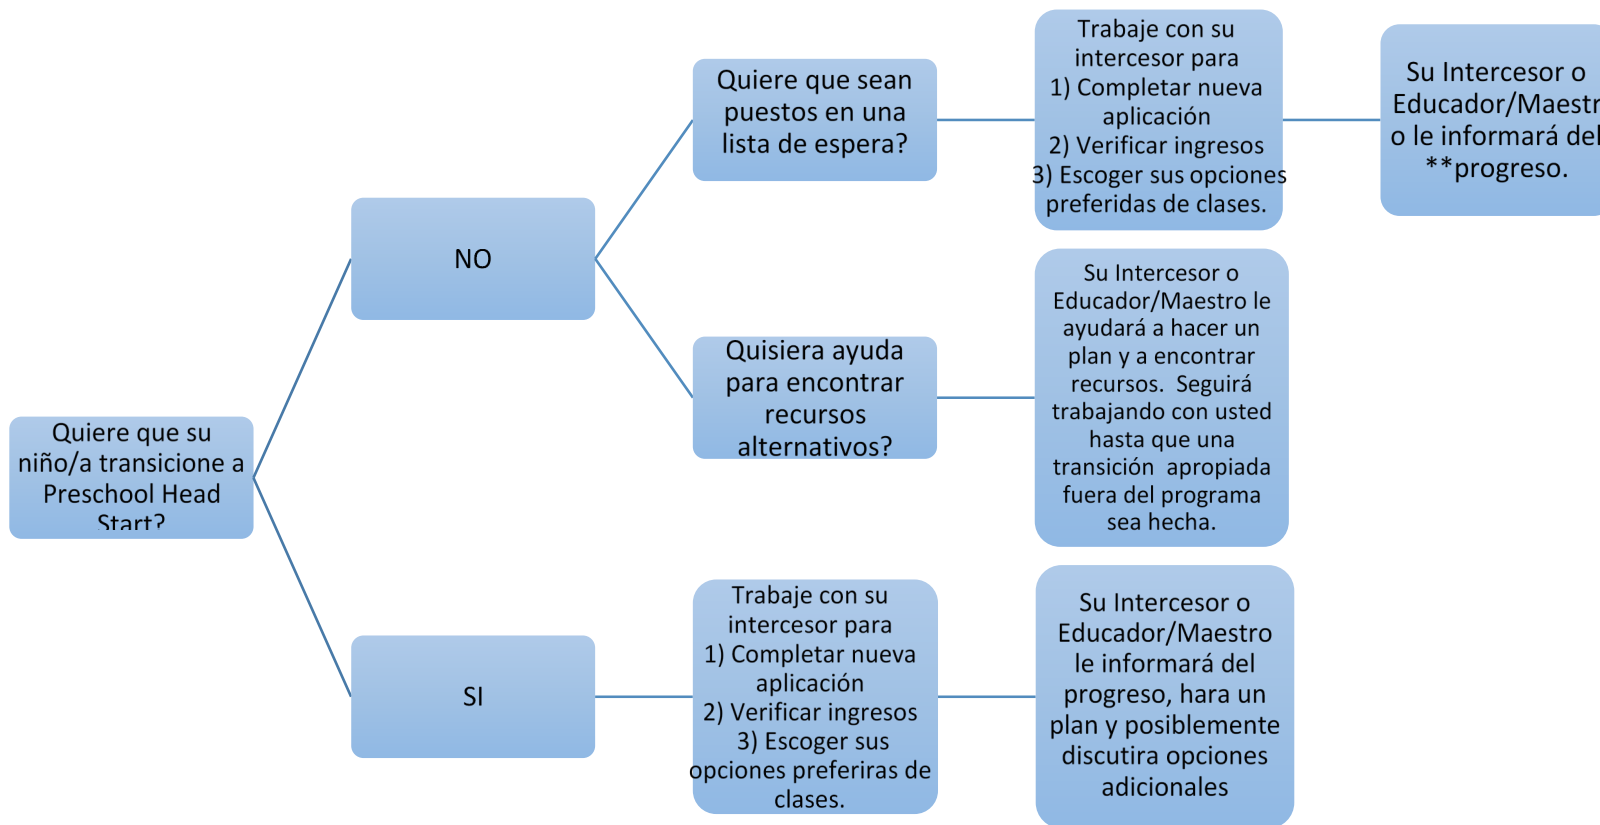 Quiere que su
niño/a transicione a
Preschool Head
Start?
NO
Quiere que sean
puestos en una
lista de espera?
Trabaje con su
intercesor para
1) Completar nueva
aplicación
2) Verificar ingresos
3) Escoger sus opciones
preferidas de clases.
Su Intercesor o
Educador/Maestr
o le informará del
**progreso.
Quisiera ayuda
para encontrar
recursos
alternativos?
Su Intercesor o
Educador/Maestro le
ayudará a hacer un
plan y a encontrar
recursos.  Seguirá
trabajando con usted
hasta que una
transición  apropiada
fuera del programa
sea hecha.
SI
Trabaje con su
intercesor para
1) Completar nueva
aplicación
2) Verificar ingresos
3) Escoger sus
opciones preferiras de
clases.
Su Intercesor o
Educador/Maestro
le informará del
progreso, hara un
plan y posiblemente
discutira opciones
adicionales